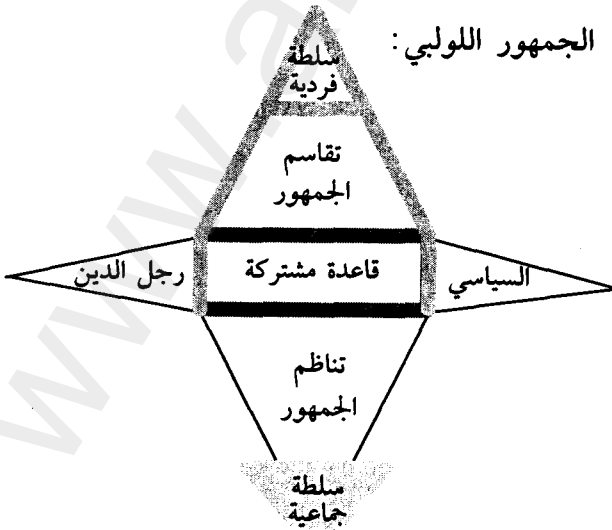 الجمهور اللولبي:
سلطة
فردية
تقاسم
الجمهور
السياسي
قاعدة مشتركة
رجل الدين
تناظم
الجمهور
سلطة
جماعية